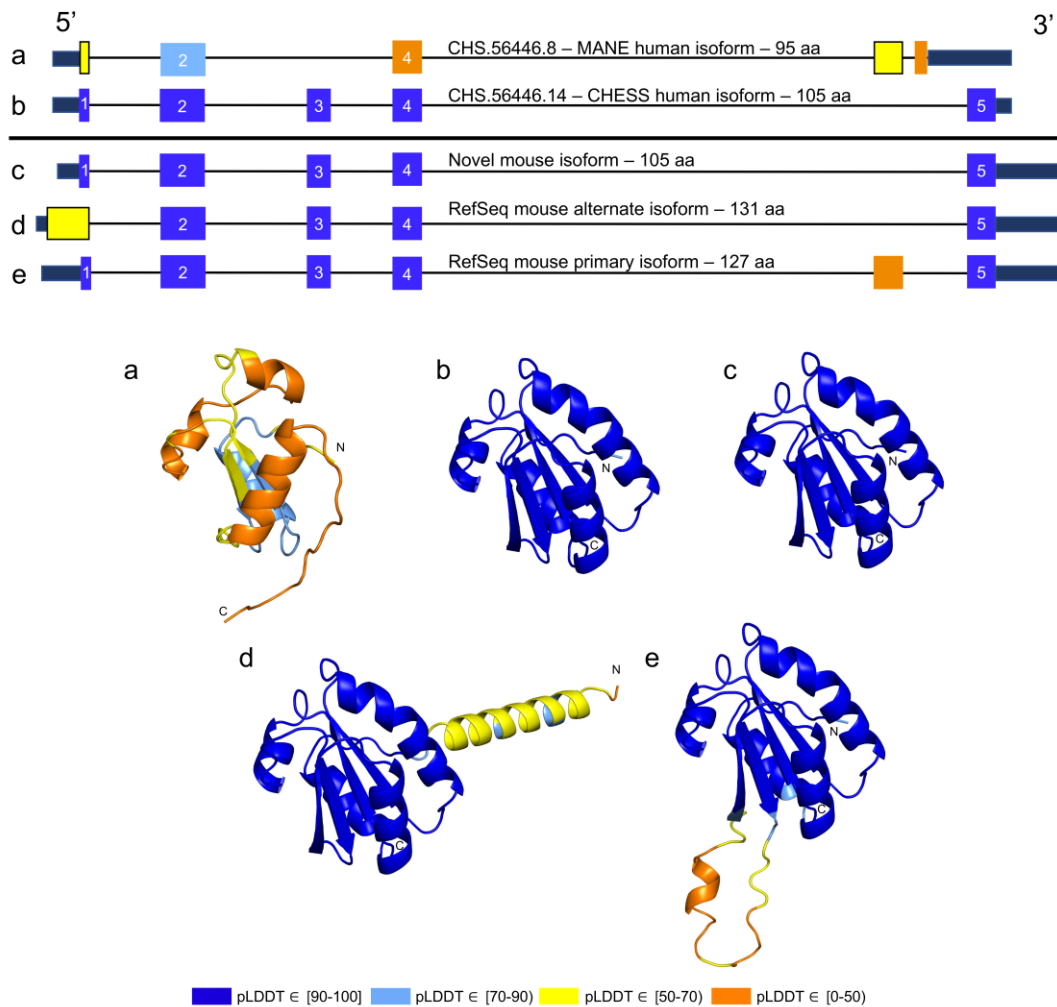 5’ 3’
a CHS.56446.8 – MANE human isoform – 95 aa
2 4
b CHS.56446.14 – CHESS human isoform – 105 aa
1 2 3 4 5
c Novel mouse isoform – 105 aa
1 2 3 4 5
d RefSeq mouse alternate isoform – 131 aa
2 3 4 5
e RefSeq mouse primary isoform – 127 aa
1 2 3 4 5
a b c
N
N
N
C
C
C
d e
N
N
C
C
pLDDT ∈ [90-100] pLDDT ∈ [70-90) pLDDT ∈ [50-70) pLDDT ∈ [0-50)